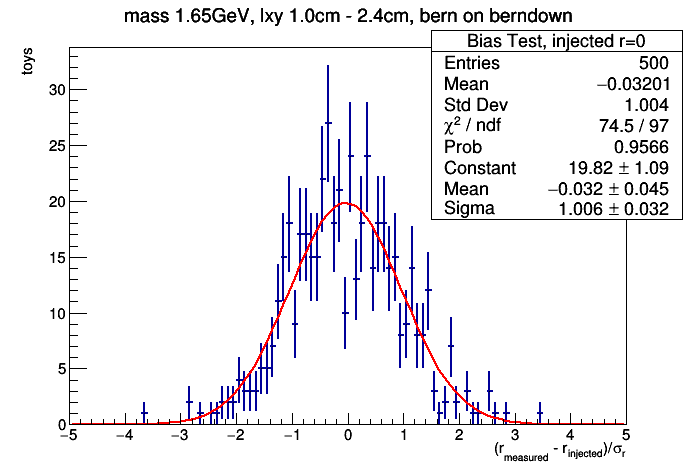 mass 1.65GeV, lxy 1.0cm - 2.4cm, bern on berndown
Bias Test, injected r=0
Entries 500
Mean −0.03201
Std Dev 1.004
χ² / ndf 74.5 / 97
Prob 0.9566
Constant 19.82 ± 1.09
Mean −0.032 ± 0.045
Sigma 1.006 ± 0.032
toys
30
25
20
15
10
5
0
−5 −4 −3 −2 −1 0 1 2 3 4 5
(r_measured - r_injected)/σ_r